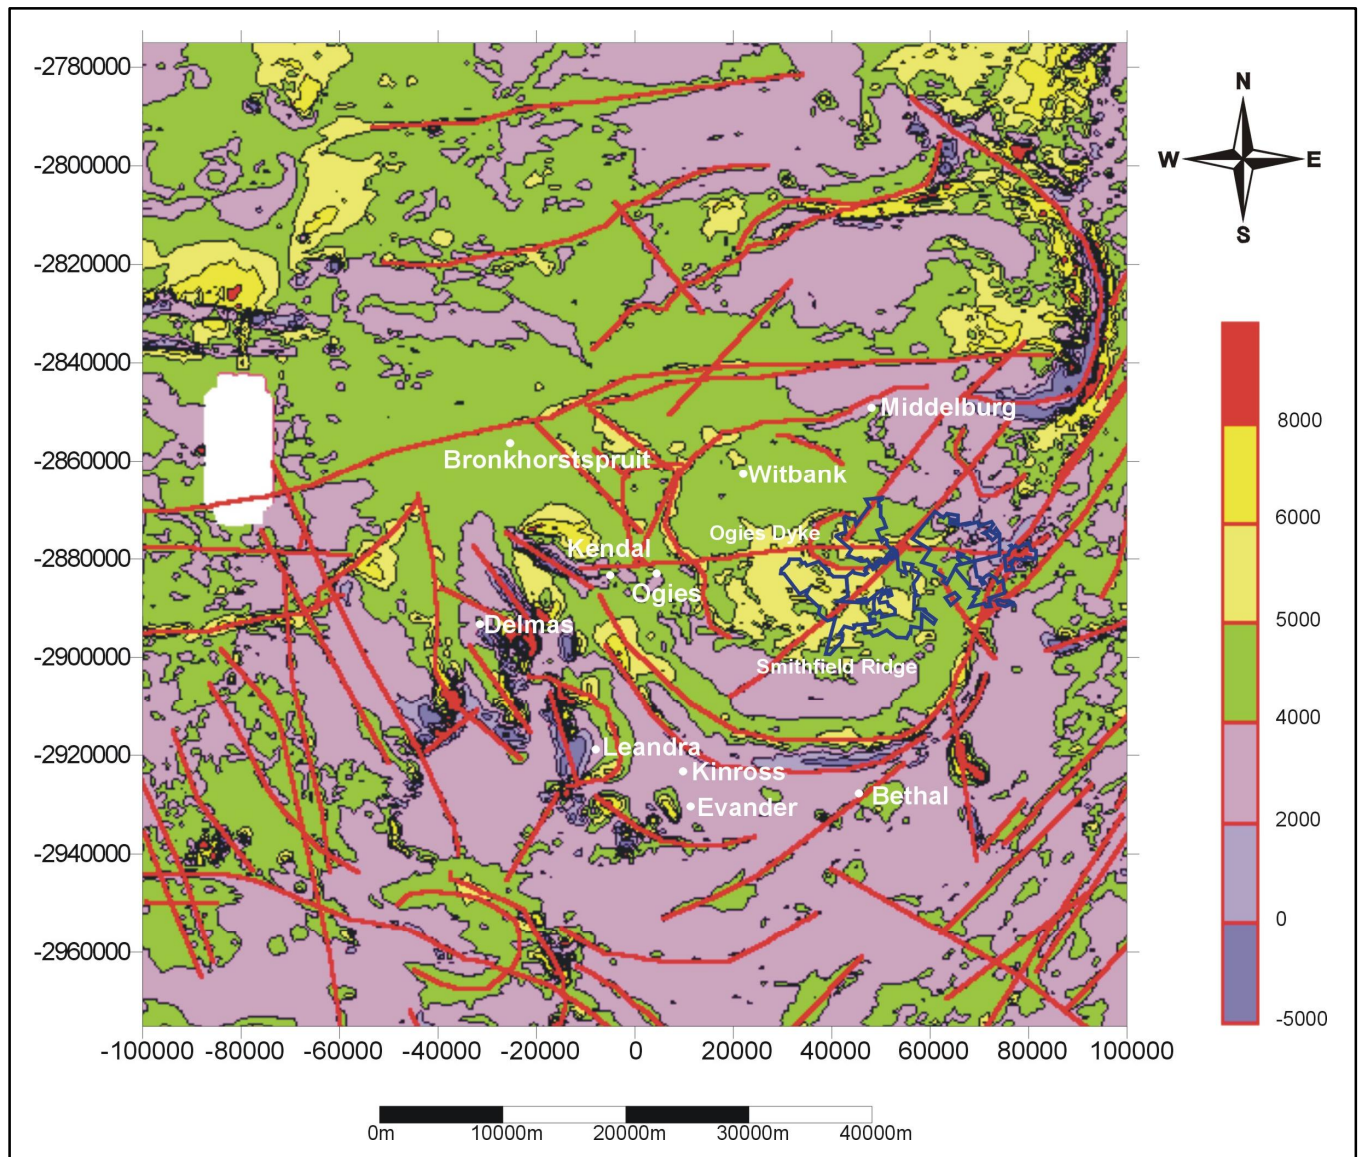 N
W E
S
-2780000
-2800000
-2820000
-2840000
-2860000
-2880000
-2900000
-2920000
-2940000
-2960000
Middelburg
Bronkhorstspruit
Witbank
Ogies Dyke
Kendal
Ogies
Delmas
Smithfield Ridge
Leandra
Kinross
Evander
Bethal
8000
6000
5000
4000
2000
0
-5000
-100000 -80000 -60000 -40000 -20000 0 20000 40000 60000 80000 100000
0m 10000m 20000m 30000m 40000m